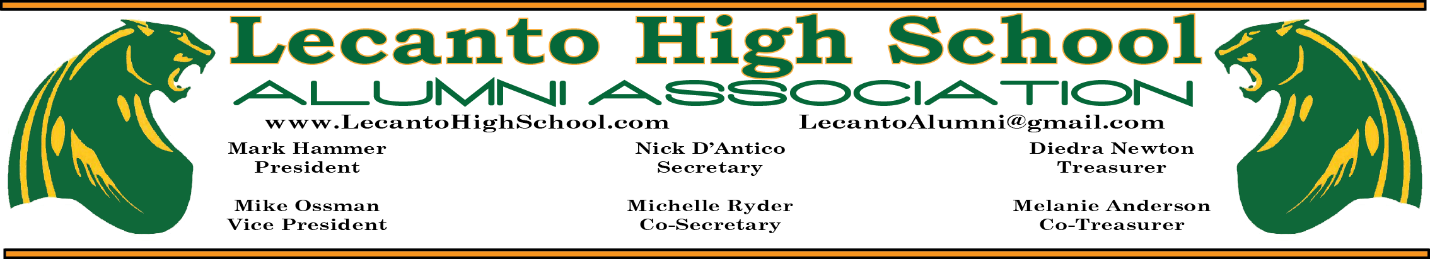 Lecanto High School
ALUMNI ASSOCIATION
www.LecantoHighSchool.com LecantoAlumni@gmail.com
Mark Hammer Nick D'Antico Diedra Newton
President Secretary Treasurer
Mike Ossman Michelle Ryder Melanie Anderson
Vice President Co-Secretary Co-Treasurer